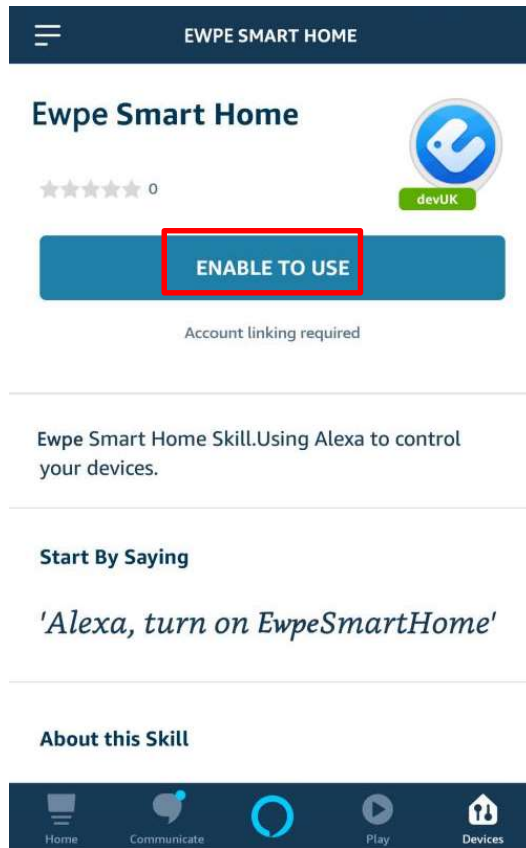 EWPE SMART HOME
Ewpe Smart Home
0
devUK
ENABLE TO USE
Account linking required
Ewpe Smart Home Skill.Using Alexa to control
your devices.
Start By Saying
'Alexa, turn on EwpeSmartHome'
About this Skill
Home Communicate Play Devices